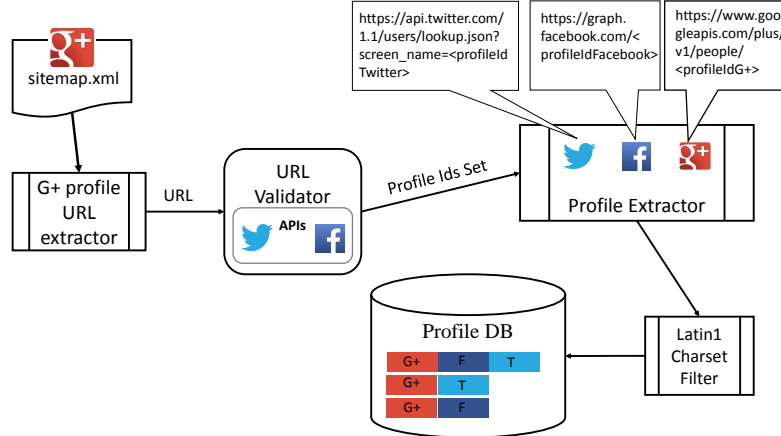 https://api.twitter.com/
1.1/users/lookup.json?
screen_name=<profileId
Twitter>
https://graph.
facebook.com/<
profileIdFacebook>
https://www.goo
gleapis.com/plus/
v1/people/
<profileIdG+>
g+
sitemap.xml
G+ profile
URL
extractor
URL
URL
Validator
APIs
f
Profile Ids Set
f
g+
Profile Extractor
Latin1
Charset
Filter
Profile DB
G+ F T
G+ T
G+ F